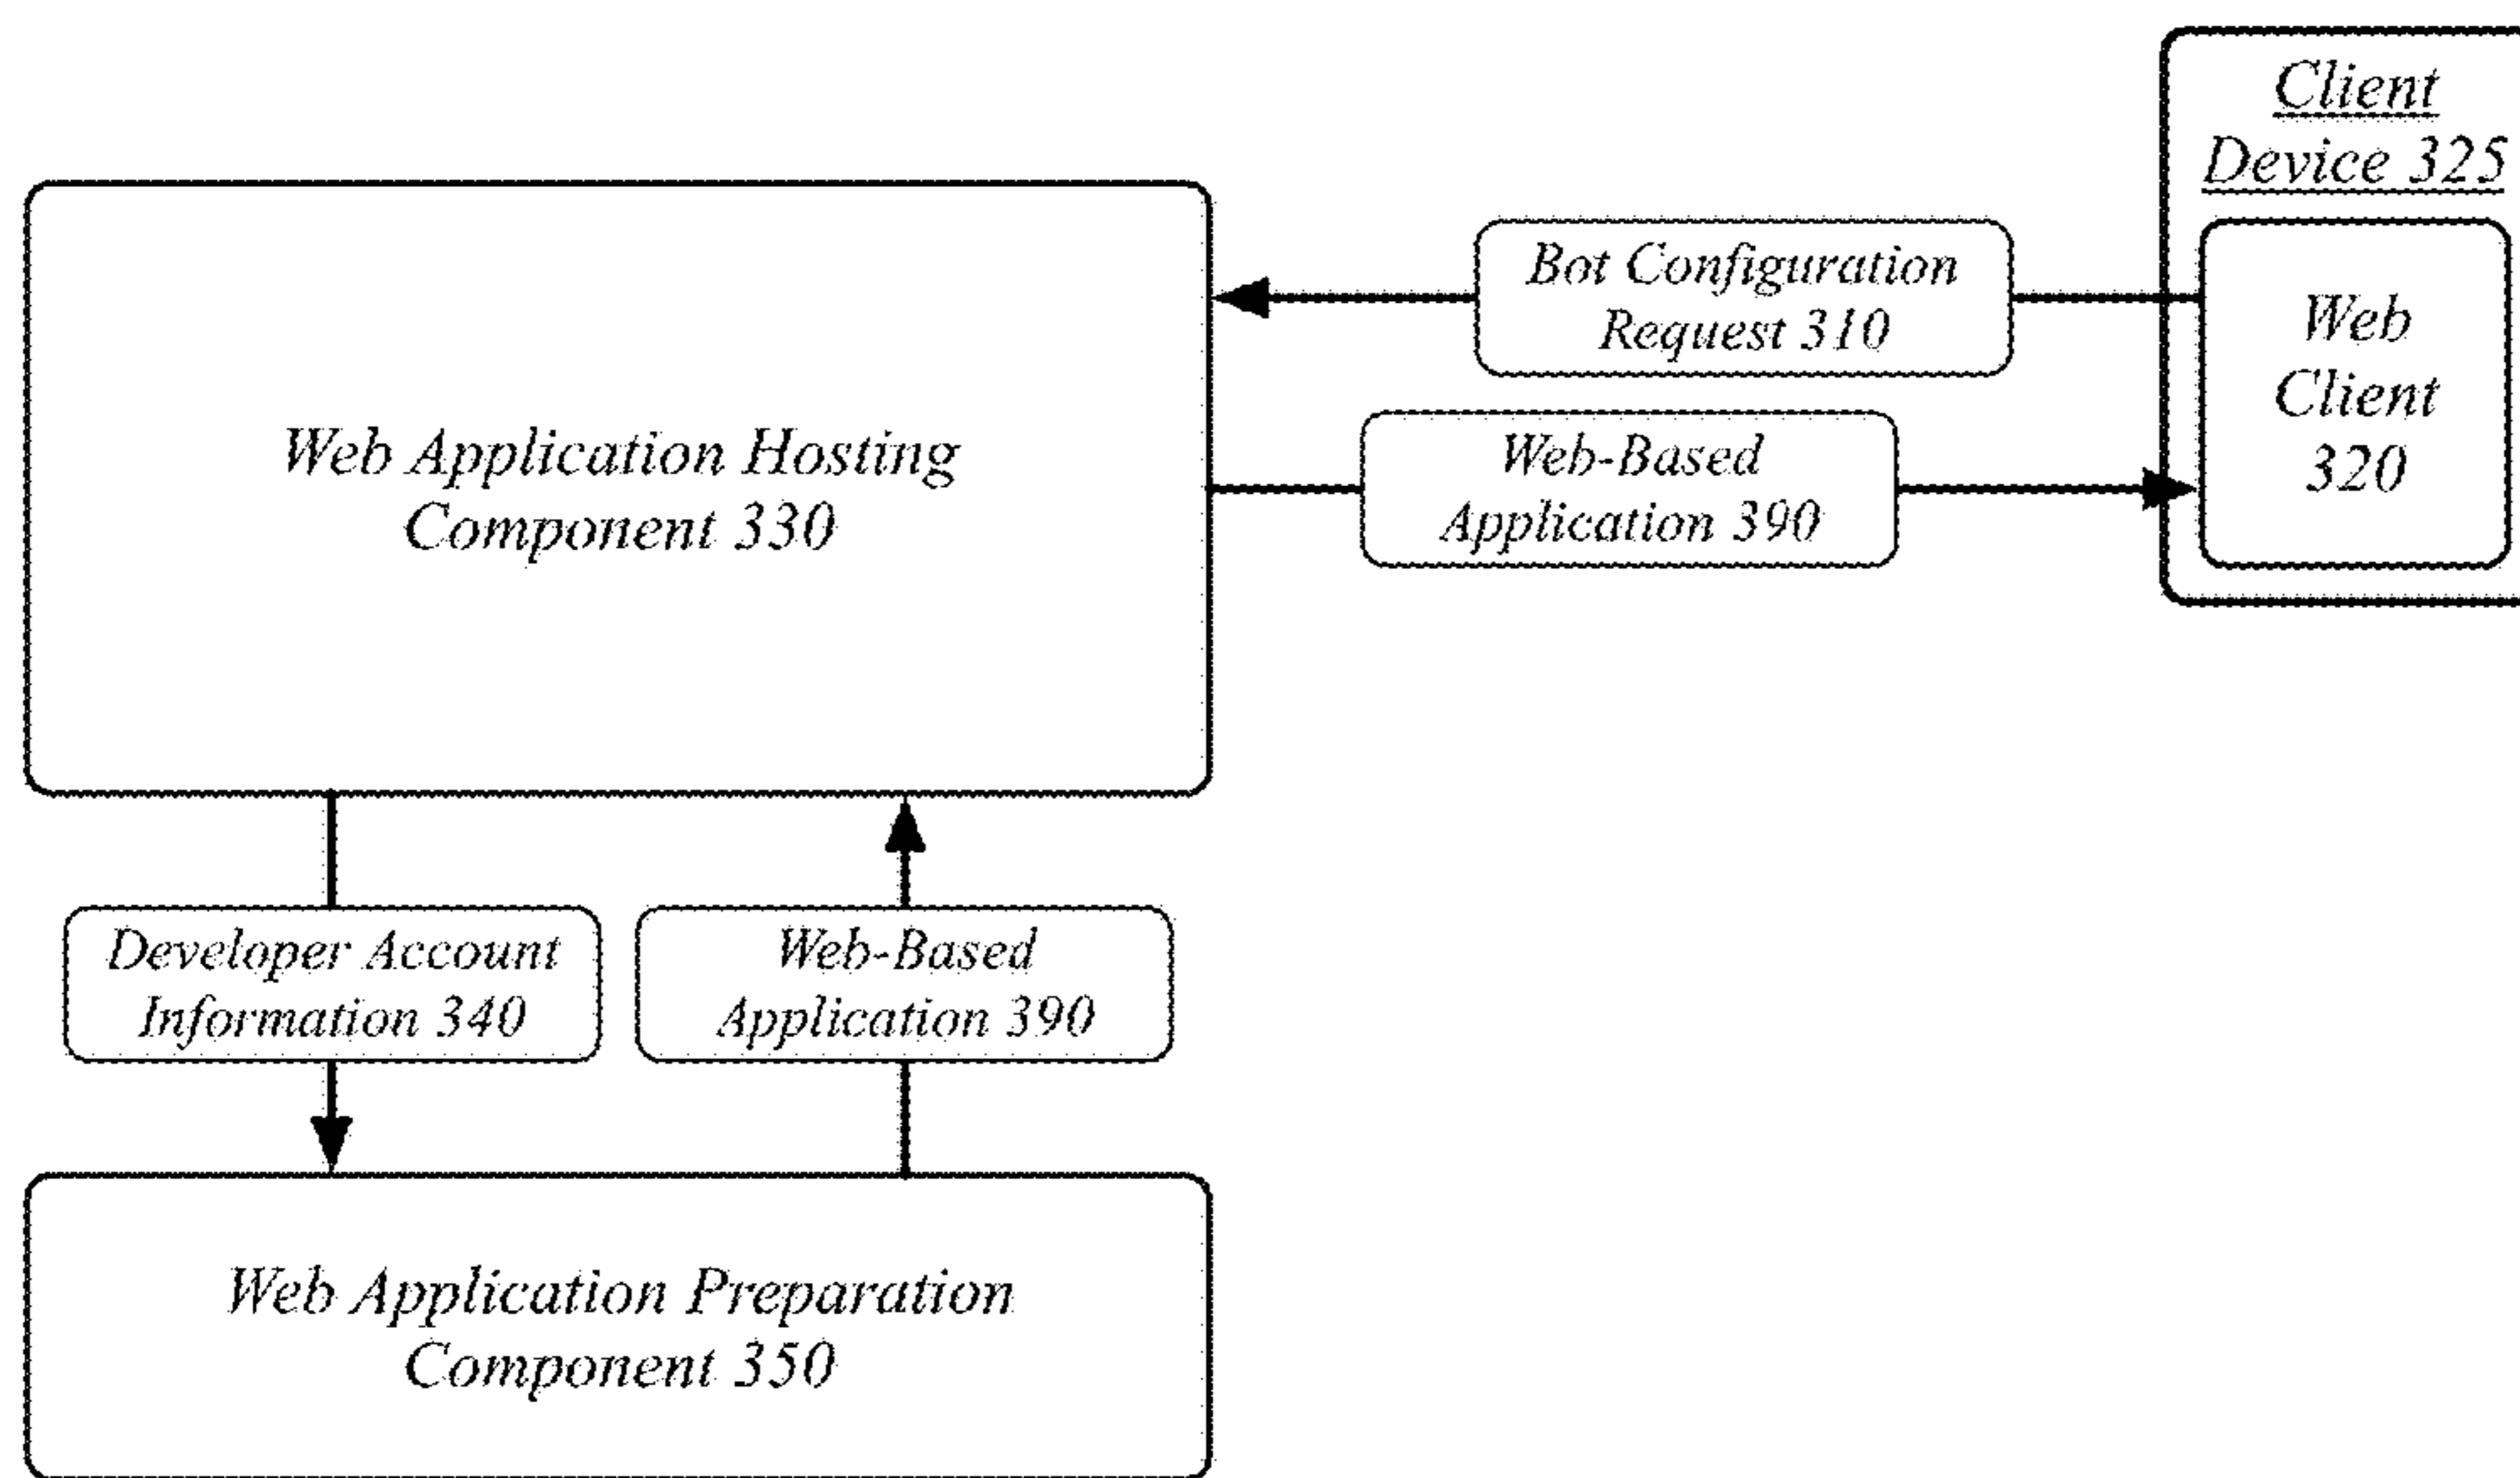 Client
Device 325
Bot Configuration
Request 310
Web
Client
320
Web Application Hosting
Component 330
Web-Based
Application 390
Developer Account
Information 340
Web-Based
Application 390
Web Application Preparation
Component 350